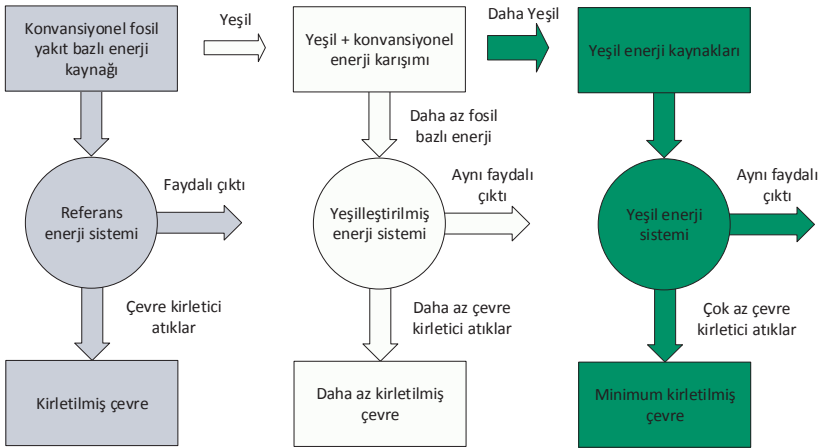 Konvansiyonel fosil
yakıt bazlı enerji
kaynağı
Yeşil
Yeşil + konvansiyonel
enerji karışımı
Daha Yeşil
Yeşil enerji kaynakları
Daha az fosil
bazlı enerji
Referans
enerji sistemi
Faydalı çıktı
Yeşilleştirilmiş
enerji sistemi
Aynı faydalı
çıktı
Yeşil enerji
sistemi
Aynı faydalı
çıktı
Çevre kirletici
atıklar
Daha az çevre
kirletici atıklar
Çok az çevre
kirletici atıklar
Kirletilmiş çevre
Daha az kirletilmiş
çevre
Minimum kirletilmiş
çevre